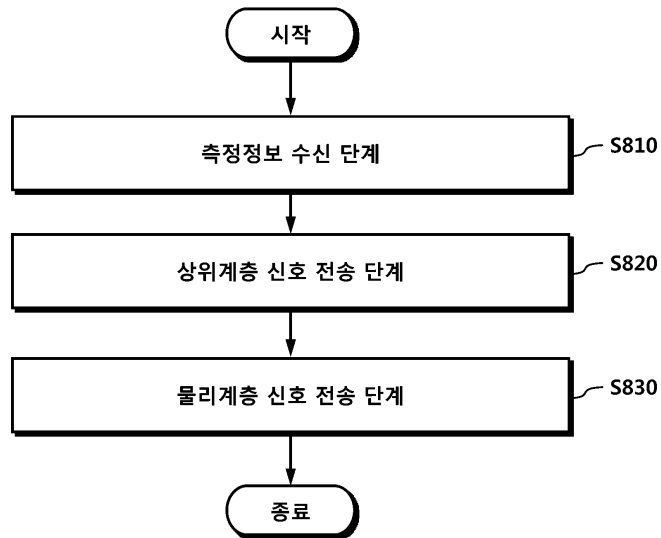 시작
측정정보 수신 단계
S810
상위계층 신호 전송 단계
S820
물리계층 신호 전송 단계
S830
종료